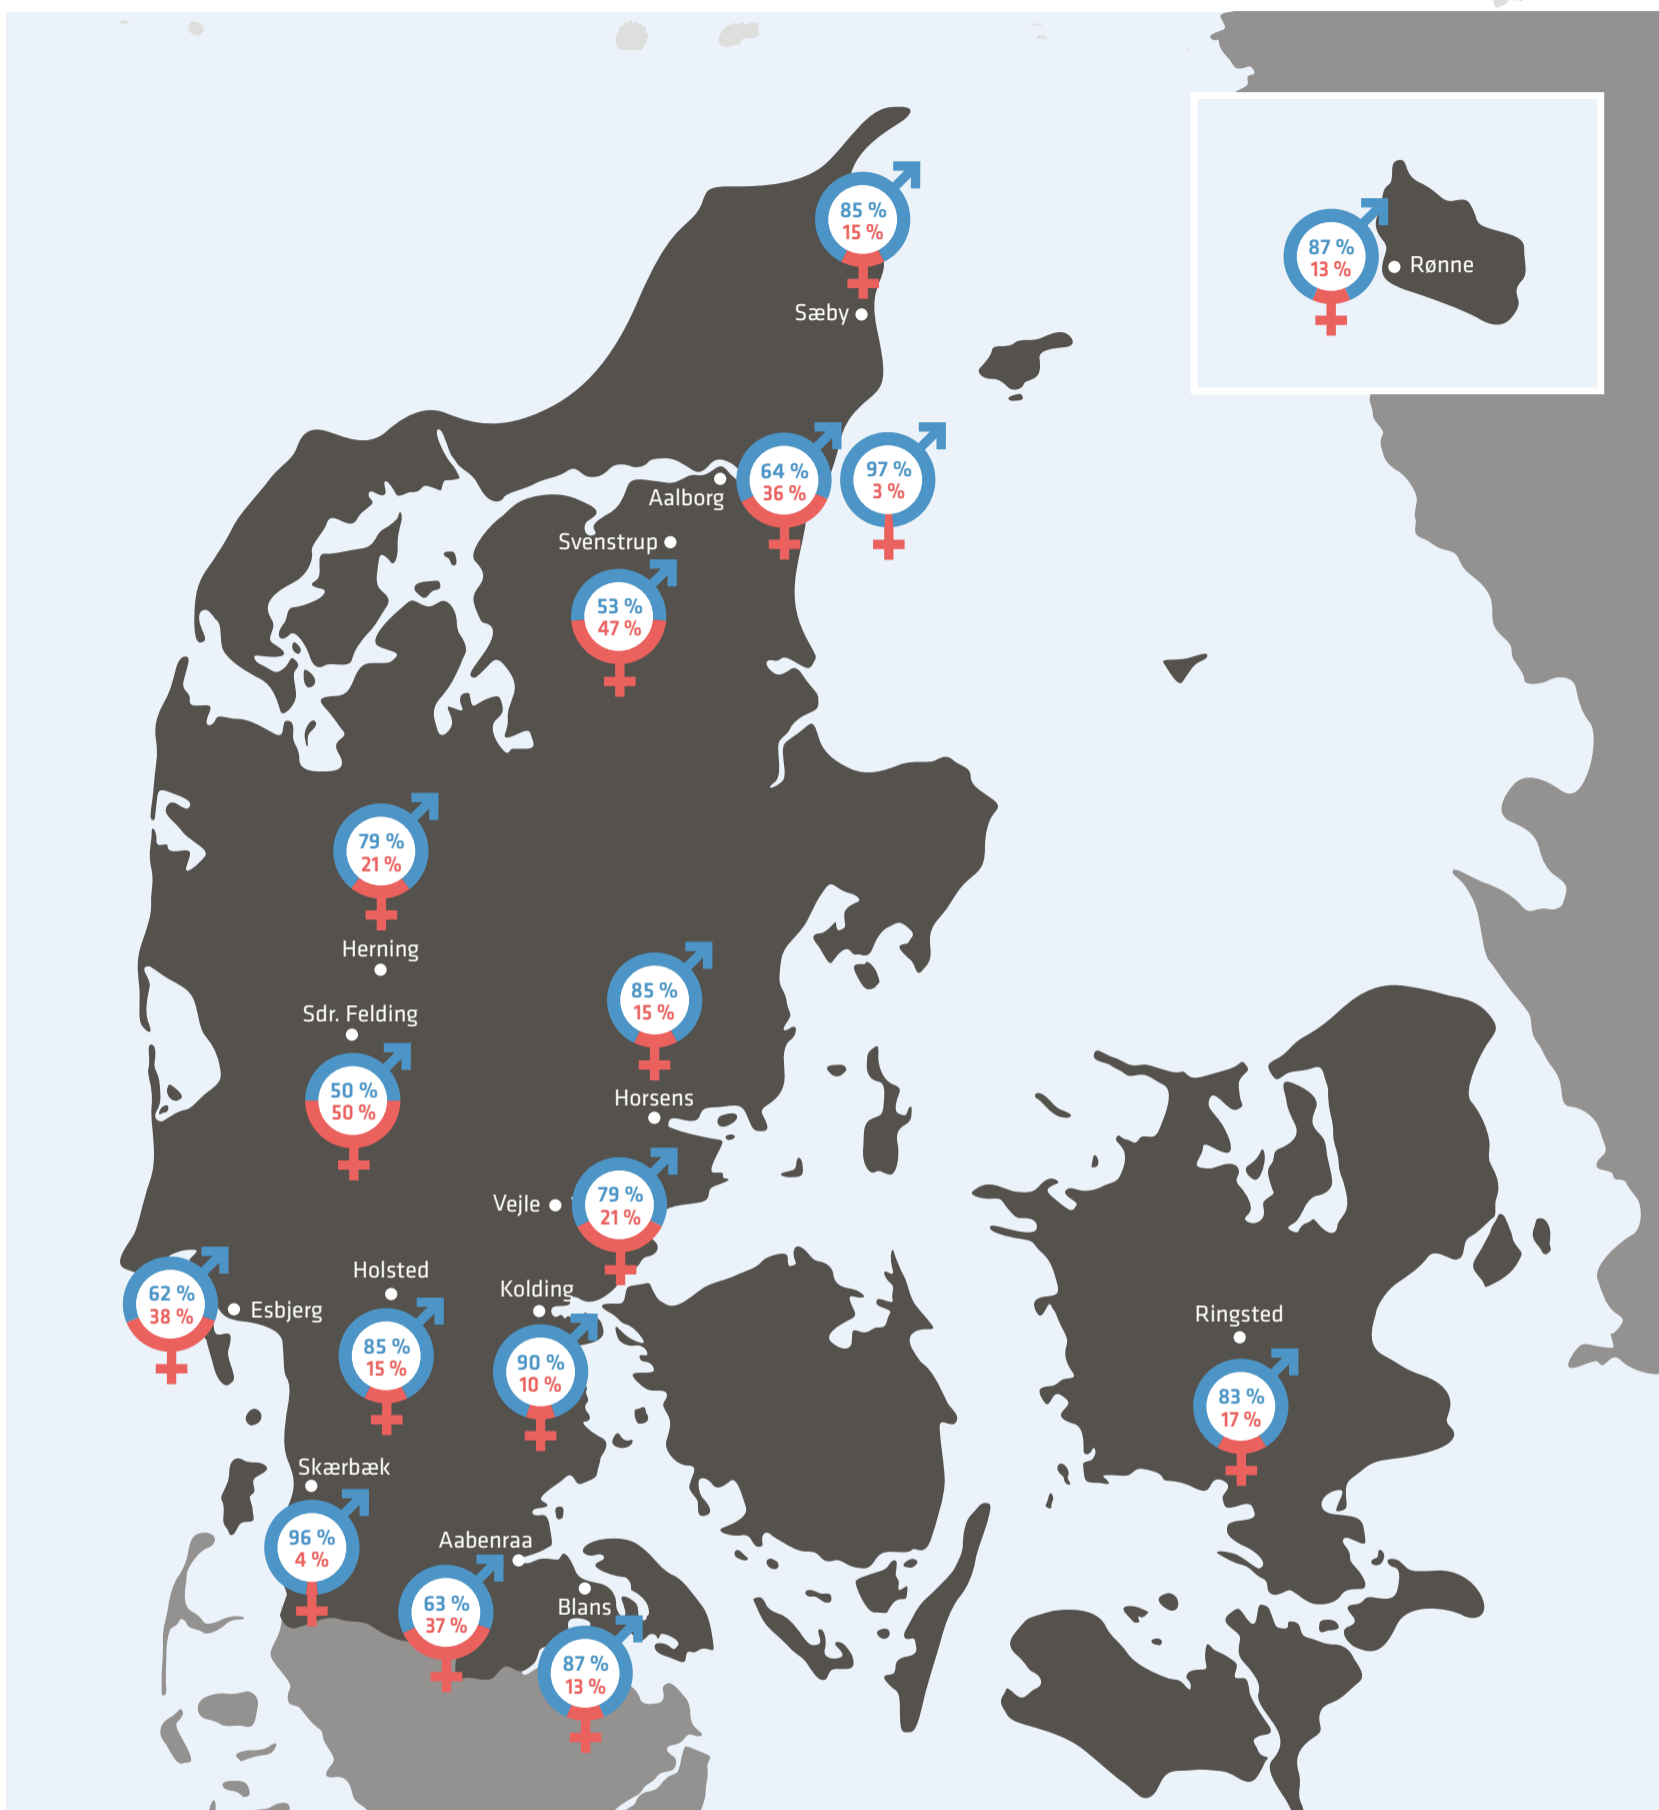 85 %
15 %
Sæby
87 %
13 %
Rønne
64 %
36 %
97 %
3 %
Aalborg
Svenstrup
53 %
47 %
79 %
21 %
Herning
Sdr. Felding
50 %
50 %
85 %
15 %
Horsens
Vejle
79 %
21 %
62 %
38 %
Esbjerg
Holsted
85 %
15 %
Kolding
90 %
10 %
Ringsted
83 %
17 %
Skærbæk
96 %
4 %
Aabenraa
63 %
37 %
Blans
87 %
13 %